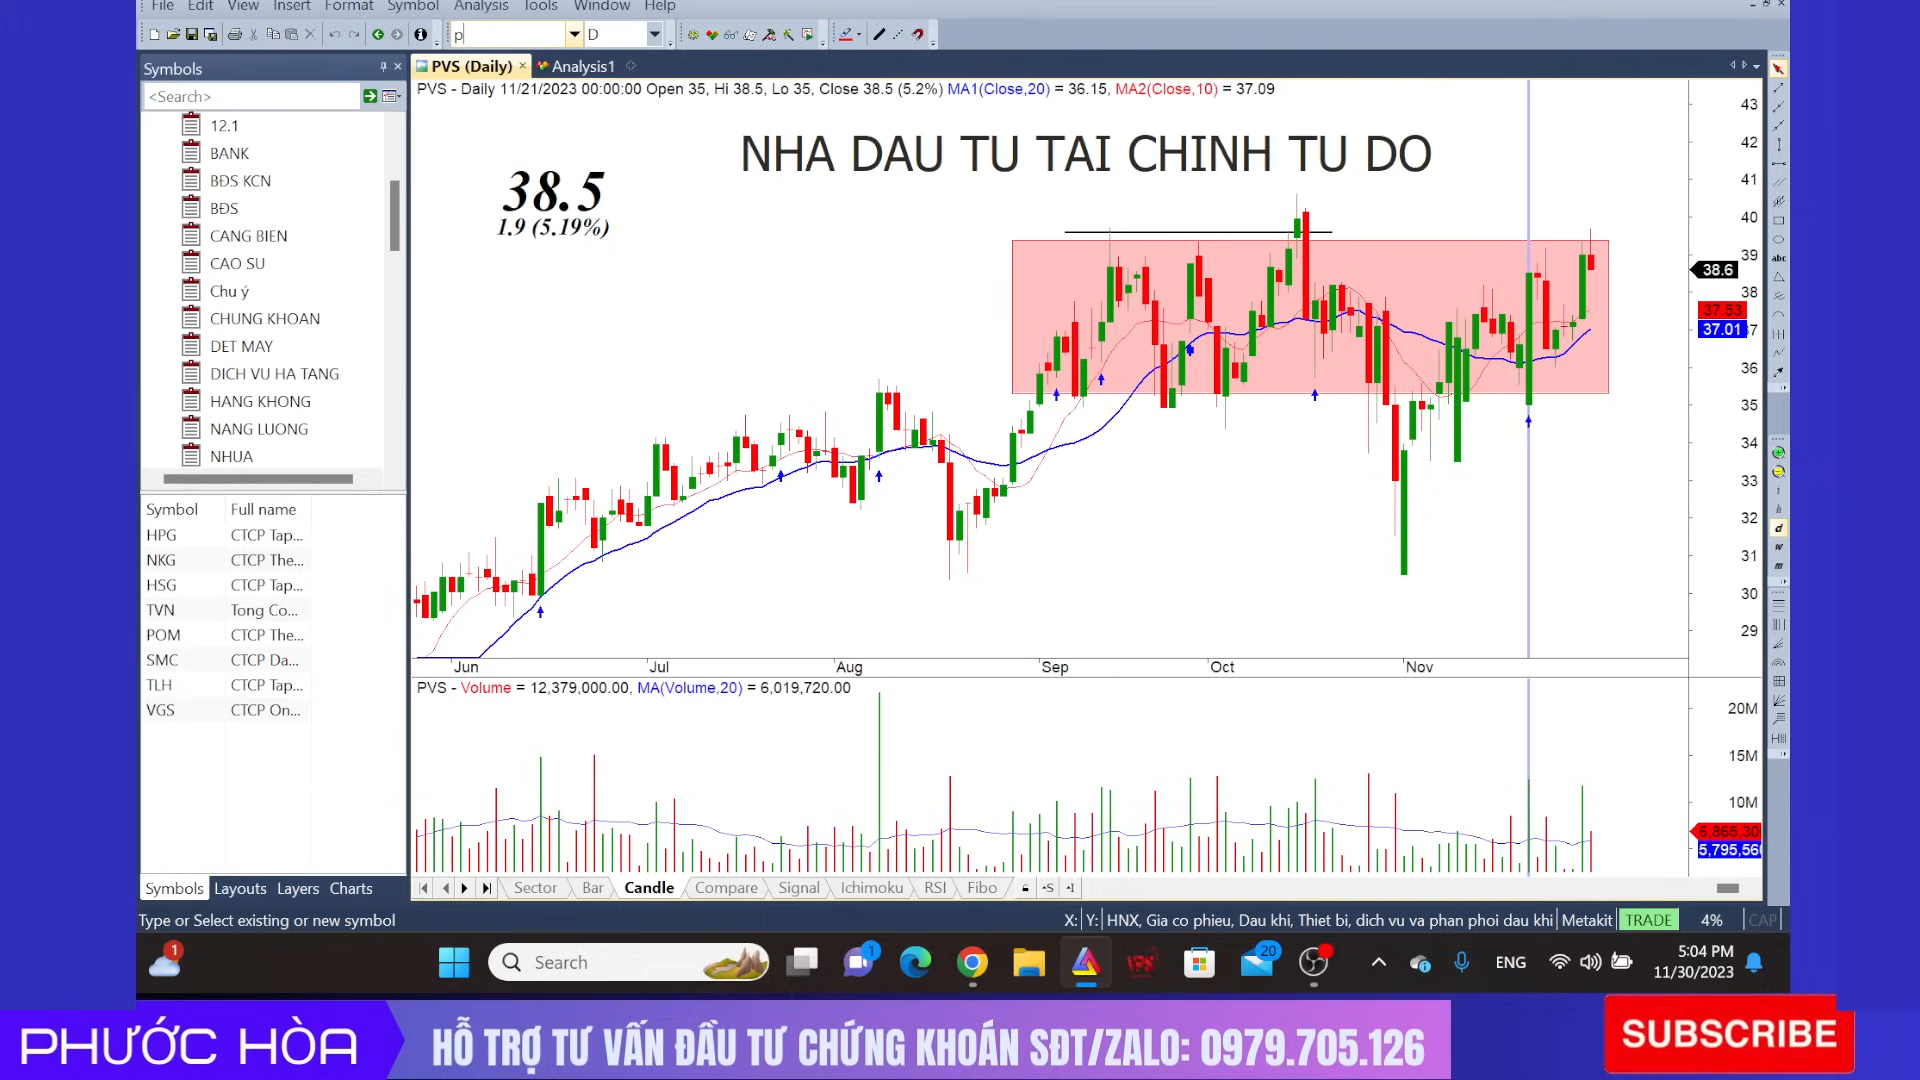 File Edit View Insert Format Symbol Analysis Tools Window Help
p D
Symbols
<Search>
12.1
BANK
BĐS KCN
BĐS
CANG BIEN
CAO SU
Chu ý
CHUNG KHOAN
DET MAY
DICH VU HA TANG
HANG KHONG
NANG LUONG
NHUA
Symbol Full name
HPG CTCP Tap...
NKG CTCP The...
HSG CTCP Tap...
TVN Tong Co...
POM CTCP The...
SMC CTCP Da...
TLH CTCP Tap...
VGS CTCP On...
Symbols Layouts Layers Charts
PVS (Daily) Analysis1
PVS - Daily 11/21/2023 00:00:00 Open 35, Hi 38.5, Lo 35, Close 38.5 (5.2%) MA1(Close,20) = 36.15, MA2(Close,10) = 37.09
NHA DAU TU TAI CHINH TU DO
38.5
1.9 (5.19%)
43
42
41
40
39
38.6
38
37.53
37.01
36
35
34
33
32
31
30
29
Jun Jul Aug Sep Oct Nov
PVS - Volume = 12,379,000.00, MA(Volume,20) = 6,019,720.00
20M
15M
10M
6,865,30
5,795,56
Sector Bar Candle Compare Signal Ichimoku RSI Fibo
abc
d
w
m
Type or Select existing or new symbol
X: Y: HNX, Gia co phieu, Dau khi, Thiet bi, dich vu va phan phoi dau khi Metakit TRADE 4% CAP
1
Search
1
20
ENG
5:04 PM
11/30/2023
PHƯỚC HÒA
HỖ TRỢ TƯ VẤN ĐẦU TƯ CHỨNG KHOÁN SĐT/ZALO: 0979.705.126
SUBSCRIBE